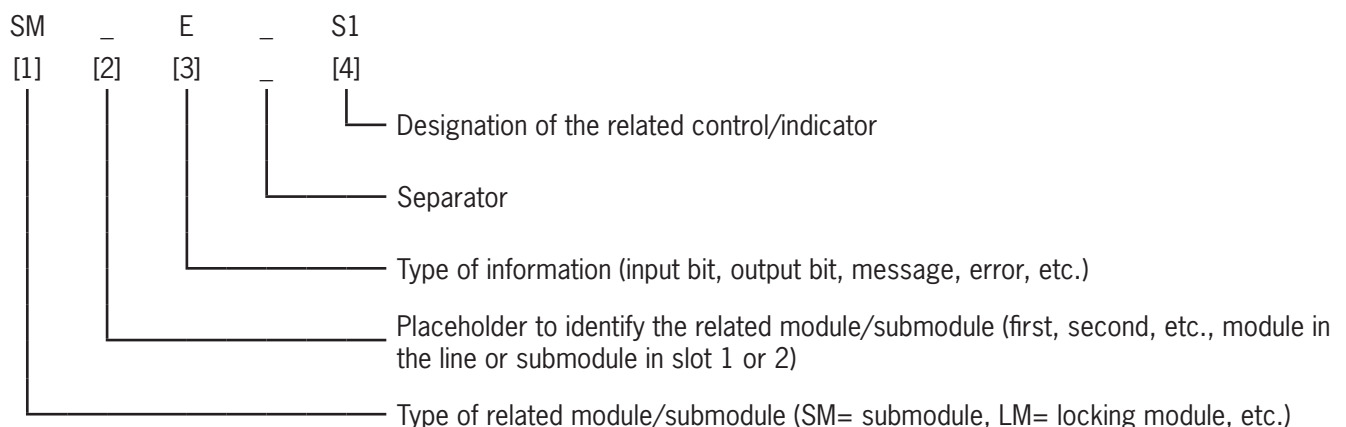 SM _ E _ S1
[1] [2] [3] _ [4]
Designation of the related control/indicator
Separator
Type of information (input bit, output bit, message, error, etc.)
Placeholder to identify the related module/submodule (first, second, etc., module in
the line or submodule in slot 1 or 2)
Type of related module/submodule (SM= submodule, LM= locking module, etc.)